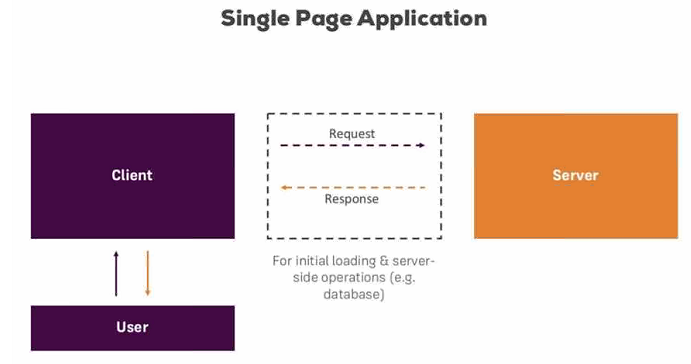 Single Page Application
Request
Client
Server
Response
For initial loading & server-
side operations (e.g.
database)
User